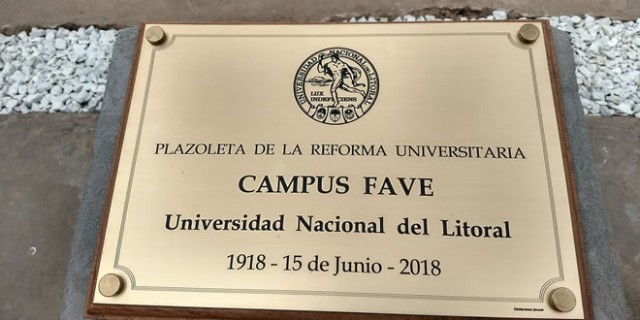 UNIVERSIDAD NACIONAL DEL LITORAL
LUX
INDEFICIENS
PLAZOLETA DE LA REFORMA UNIVERSITARIA
CAMPUS FAVE
Universidad Nacional del Litoral
1918 - 15 de Junio - 2018